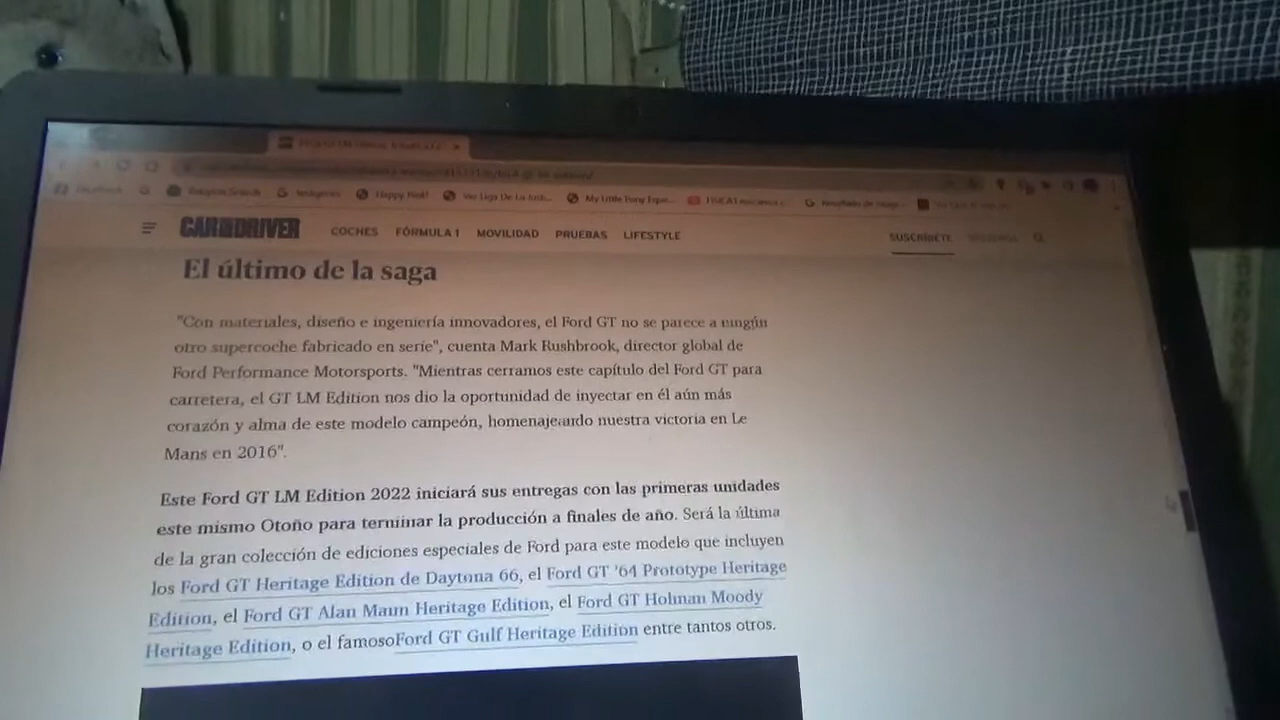 CAR AND DRIVER
COCHES FÓRMULA 1 MOVILIDAD PRUEBAS LIFESTYLE SUSCRÍBETE
El último de la saga
"Con materiales, diseño e ingeniería innovadores, el Ford GT no se parece a ningún
otro supercoche fabricado en serie", cuenta Mark Rushbrook, director global de
Ford Performance Motorsports. "Mientras cerramos este capítulo del Ford GT para
carretera, el GT LM Edition nos dio la oportunidad de inyectar en él aún más
corazón y alma de este modelo campeón, homenajeando nuestra victoria en Le
Mans en 2016".
Este Ford GT LM Edition 2022 iniciará sus entregas con las primeras unidades
este mismo Otoño para terminar la producción a finales de año. Será la última
de la gran colección de ediciones especiales de Ford para este modelo que incluyen
los Ford GT Heritage Edition de Daytona 66, el Ford GT '64 Prototype Heritage
Edition, el Ford GT Alan Mann Heritage Edition, el Ford GT Holman Moody
Heritage Edition, o el famosoFord GT Gulf Heritage Edition entre tantos otros.